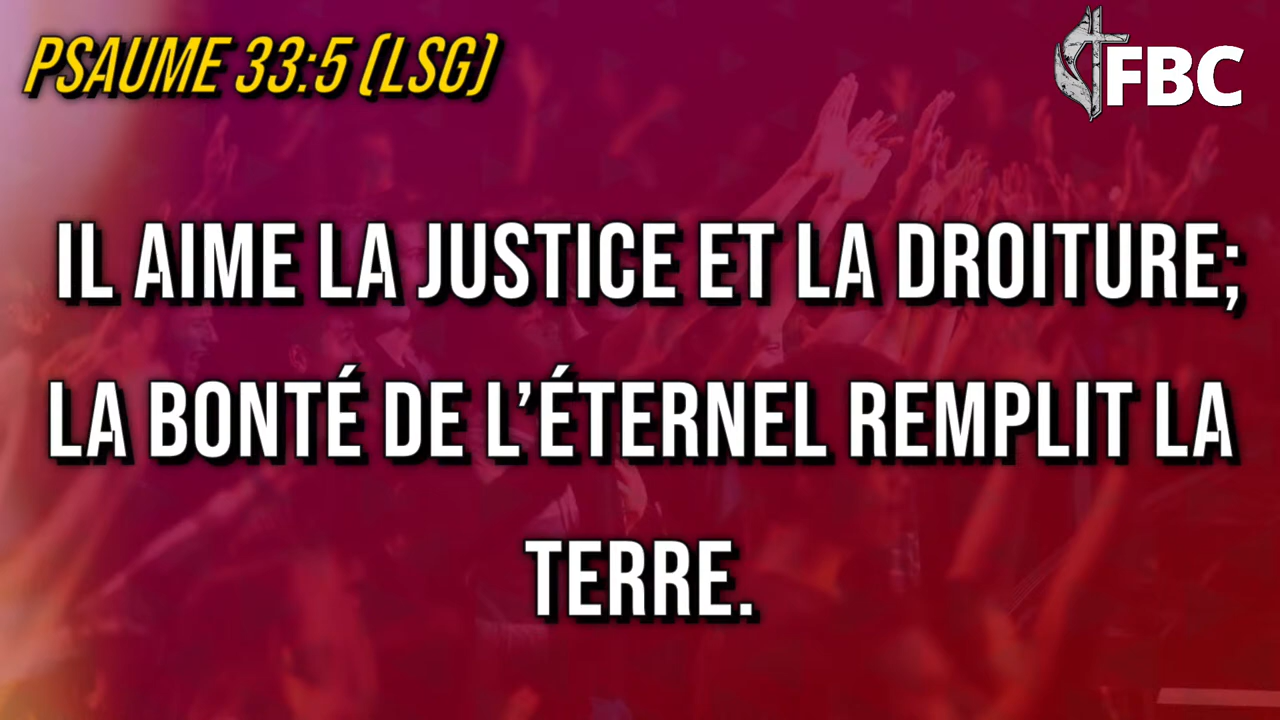 PSAUME 33:5 (LSG)
FBC
IL AIME LA JUSTICE ET LA DROITURE;
LA BONTÉ DE L’ÉTERNEL REMPLIT LA
TERRE.